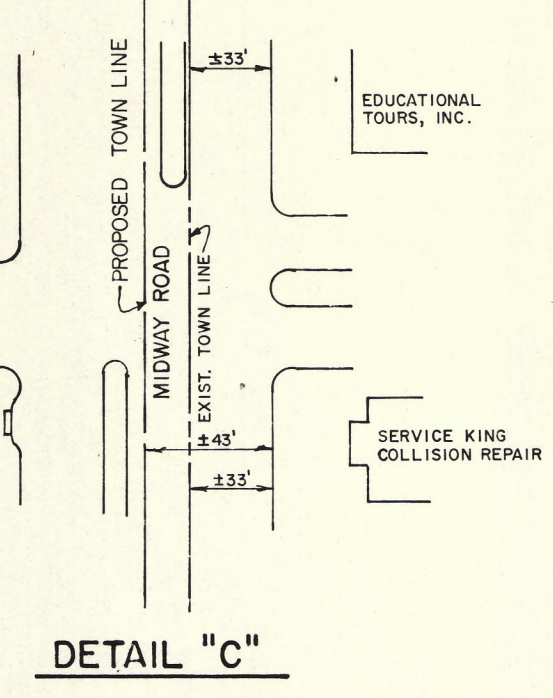 PROPOSED TOWN LINE
±33'
EDUCATIONAL
TOURS, INC.
MIDWAY ROAD
EXIST. TOWN LINE
±43'
SERVICE KING
COLLISION REPAIR
±33'
DETAIL "C"